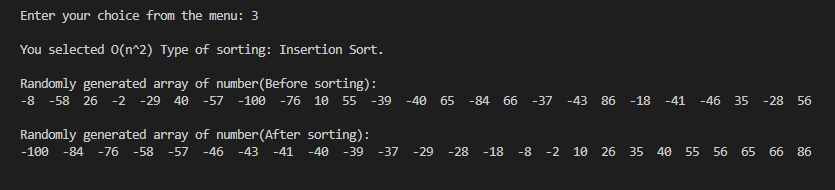 Enter your choice from the menu: 3
You selected O(n^2) Type of sorting: Insertion Sort.
Randomly generated array of number(Before sorting):
-8 -58 26 -2 -29 40 -57 -100 -76 10 55 -39 -40 65 -84 66 -37 -43 86 -18 -41 -46 35 -28 56
Randomly generated array of number(After sorting):
-100 -84 -76 -58 -57 -46 -43 -41 -40 -39 -37 -29 -28 -18 -8 -2 10 26 35 40 55 56 65 66 86